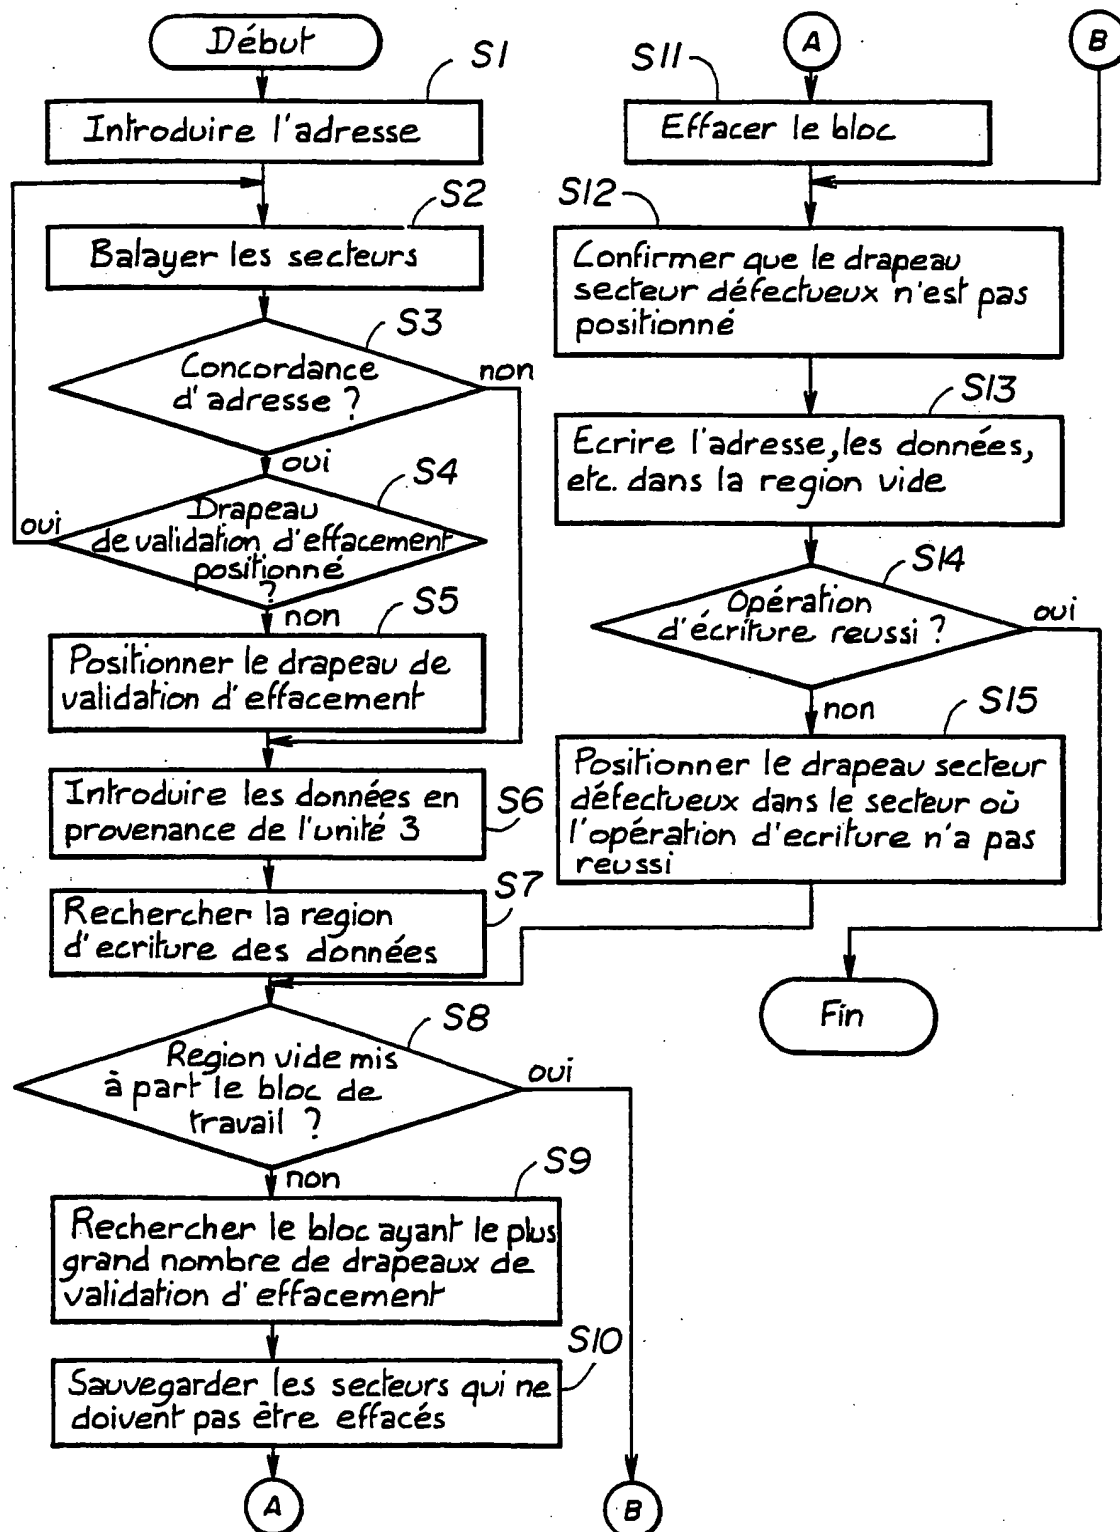 Début
S1
Introduire l'adresse
S2
Balayer les secteurs
S3
Concordance
d'adresse ?
non
oui
S4
Drapeau
de validation d'effacement
positionné
?
oui
non
S5
Positionner le drapeau de
validation d'effacement
Introduire les données en
provenance de l'unité 3
S6
S7
Rechercher la region
d'ecriture des données
S8
Region vide mis
à part le bloc de
travail ?
oui
non
S9
Rechercher le bloc ayant le plus
grand nombre de drapeaux de
validation d'effacement
S10
Sauvegarder les secteurs qui ne
doivent pas être effacés
A
B
A
B
S11
Effacer le bloc
S12
Confirmer que le drapeau
secteur défectueux n'est pas
positionné
S13
Ecrire l'adresse, les données,
etc. dans la region vide
S14
Opération
d'écriture reussi ?
oui
non
S15
Positionner le drapeau secteur
défectueux dans le secteur où
l'opération d'ecriture n'a pas
reussi
Fin